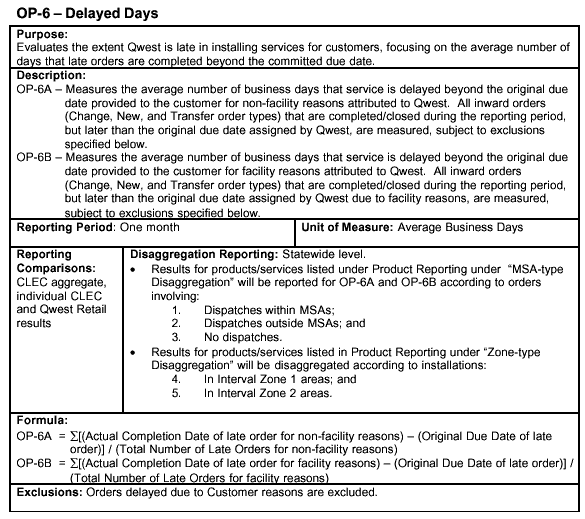 OP-6 – Delayed Days
Purpose:
Evaluates the extent Qwest is late in installing services for customers, focusing on the average number of
days that late orders are completed beyond the committed due date.
Description:
OP-6A – Measures the average number of business days that service is delayed beyond the original due
date provided to the customer for non-facility reasons attributed to Qwest. All inward orders
(Change, New, and Transfer order types) that are completed/closed during the reporting period,
but later than the original due date assigned by Qwest, are measured, subject to exclusions
specified below.
OP-6B – Measures the average number of business days that service is delayed beyond the original due
date provided to the customer for facility reasons attributed to Qwest. All inward orders
(Change, New, and Transfer order types) that are completed/closed during the reporting period,
but later than the original due date assigned by Qwest due to facility reasons, are measured,
subject to exclusions specified below.
Reporting Period: One month
Unit of Measure: Average Business Days
Reporting
Comparisons:
CLEC aggregate,
individual CLEC
and Qwest Retail
results
Disaggregation Reporting: Statewide level.
• Results for products/services listed under Product Reporting under “MSA-type
Disaggregation” will be reported for OP-6A and OP-6B according to orders
involving:
1. Dispatches within MSAs;
2. Dispatches outside MSAs; and
3. No dispatches.
• Results for products/services listed in Product Reporting under “Zone-type
Disaggregation” will be disaggregated according to installations:
4. In Interval Zone 1 areas; and
5. In Interval Zone 2 areas.
Formula:
OP-6A = Σ[(Actual Completion Date of late order for non-facility reasons) – (Original Due Date of late
order)] / (Total Number of Late Orders for non-facility reasons)
OP-6B = Σ[(Actual Completion Date of late order for facility reasons) – (Original Due Date of late order)] /
(Total Number of Late Orders for facility reasons)
Exclusions: Orders delayed due to Customer reasons are excluded.